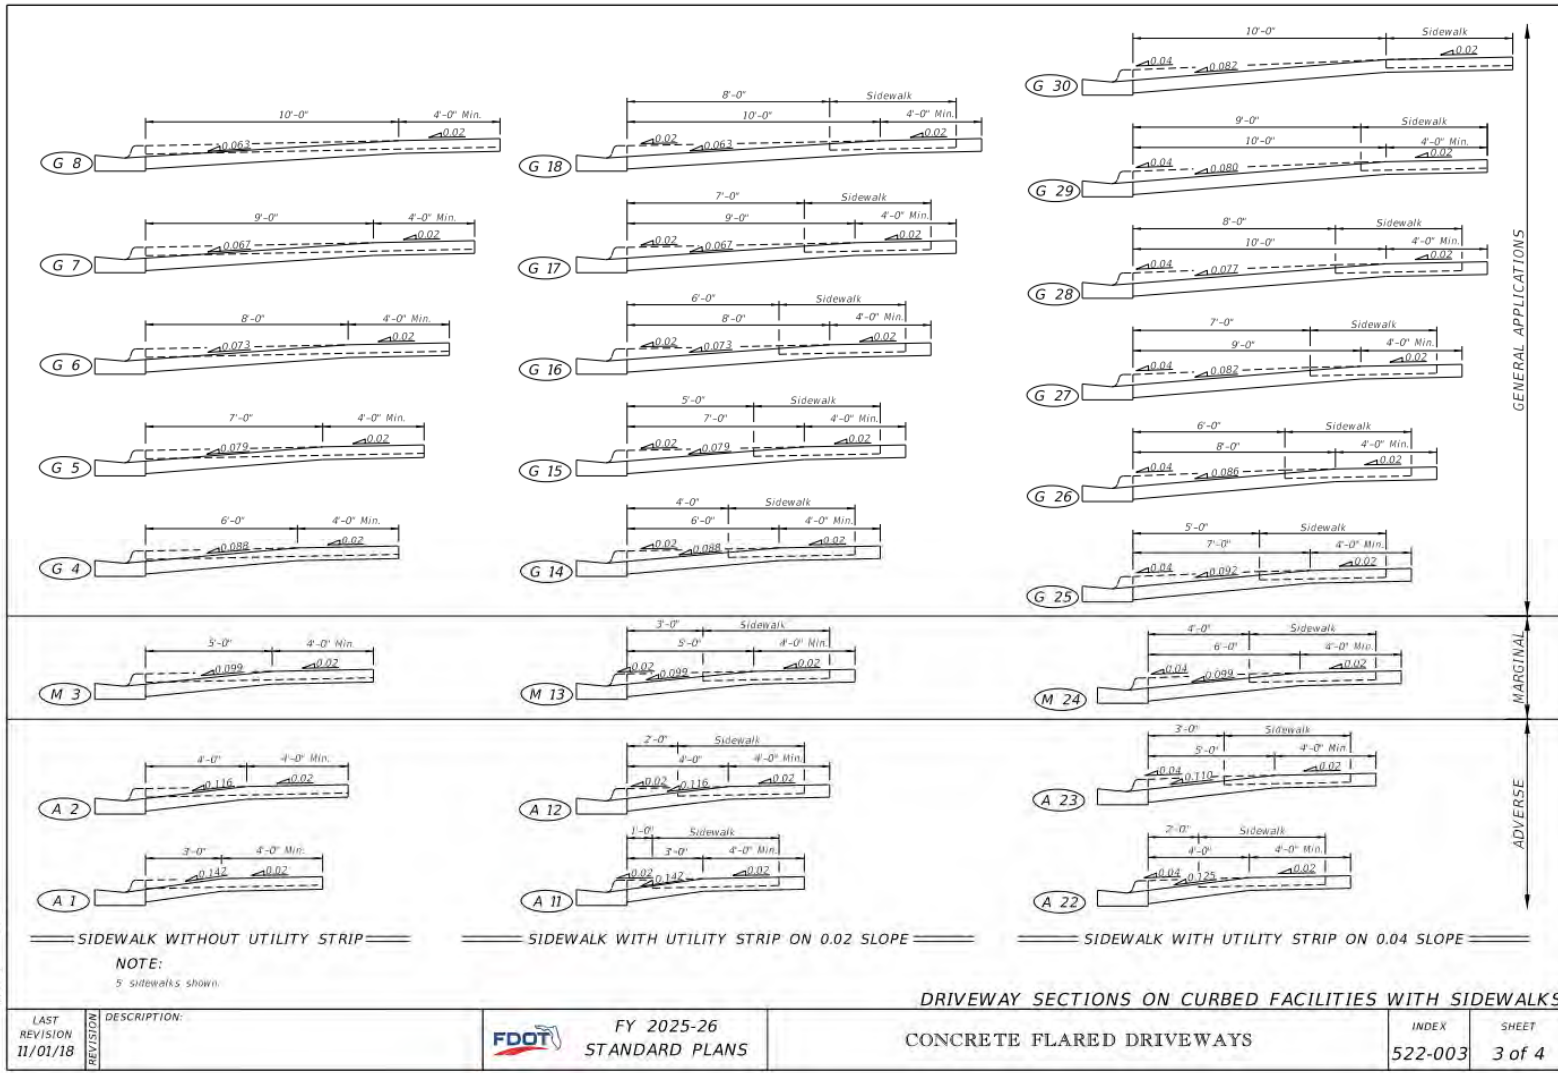 10'-0" 4'-0" Min.
0.02
0.063
G 8
9'-0" 4'-0" Min.
0.02
0.067
G 7
8'-0" 4'-0" Min.
0.02
0.073
G 6
7'-0" 4'-0" Min.
0.02
0.079
G 5
6'-0" 4'-0" Min.
0.02
0.088
G 4
5'-0" 4'-0" Min.
0.02
0.099
M 3
4'-0" 4'-0" Min.
0.116 0.02
A 2
3'-0" 4'-0" Min.
0.142 0.02
A 1
SIDEWALK WITHOUT UTILITY STRIP
8'-0" Sidewalk
10'-0" 4'-0" Min.
0.02 0.063 0.02
G 18
7'-0" Sidewalk
9'-0" 4'-0" Min.
0.02 0.067 0.02
G 17
6'-0" Sidewalk
8'-0" 4'-0" Min.
0.02 0.073 0.02
G 16
5'-0" Sidewalk
7'-0" 4'-0" Min.
0.02 0.079 0.02
G 15
4'-0" Sidewalk
6'-0" 4'-0" Min.
0.02 0.088 0.02
G 14
3'-0" Sidewalk
5'-0" 4'-0" Min.
0.02 0.099 0.02
M 13
2'-0" Sidewalk
4'-0" 4'-0" Min.
0.02 0.116 0.02
A 12
1'-0" Sidewalk
3'-0" 4'-0" Min.
0.02 0.142 0.02
A 11
SIDEWALK WITH UTILITY STRIP ON 0.02 SLOPE
10'-0" Sidewalk
0.04 0.082 0.02
G 30
9'-0" Sidewalk
10'-0" 4'-0" Min.
0.04 0.080 0.02
G 29
8'-0" Sidewalk
10'-0" 4'-0" Min.
0.04 0.077 0.02
G 28
7'-0" Sidewalk
9'-0" 4'-0" Min.
0.04 0.082 0.02
G 27
6'-0" Sidewalk
8'-0" 4'-0" Min.
0.04 0.086 0.02
G 26
5'-0" Sidewalk
7'-0" 4'-0" Min.
0.04 0.092 0.02
G 25
4'-0" Sidewalk
6'-0" 4'-0" Min.
0.04 0.099 0.02
M 24
3'-0" Sidewalk
5'-0" 4'-0" Min.
0.04 0.110 0.02
A 23
2'-0" Sidewalk
4'-0" 4'-0" Min.
0.04 0.125 0.02
A 22
SIDEWALK WITH UTILITY STRIP ON 0.04 SLOPE
GENERAL APPLICATIONS
MARGINAL
ADVERSE
NOTE:
5' sidewalks shown.
DRIVEWAY SECTIONS ON CURBED FACILITIES WITH SIDEWALKS
LAST
REVISION
11/01/18
REVISION
DESCRIPTION:
FDOT
FY 2025-26
STANDARD PLANS
CONCRETE FLARED DRIVEWAYS
INDEX
522-003
SHEET
3 of 4